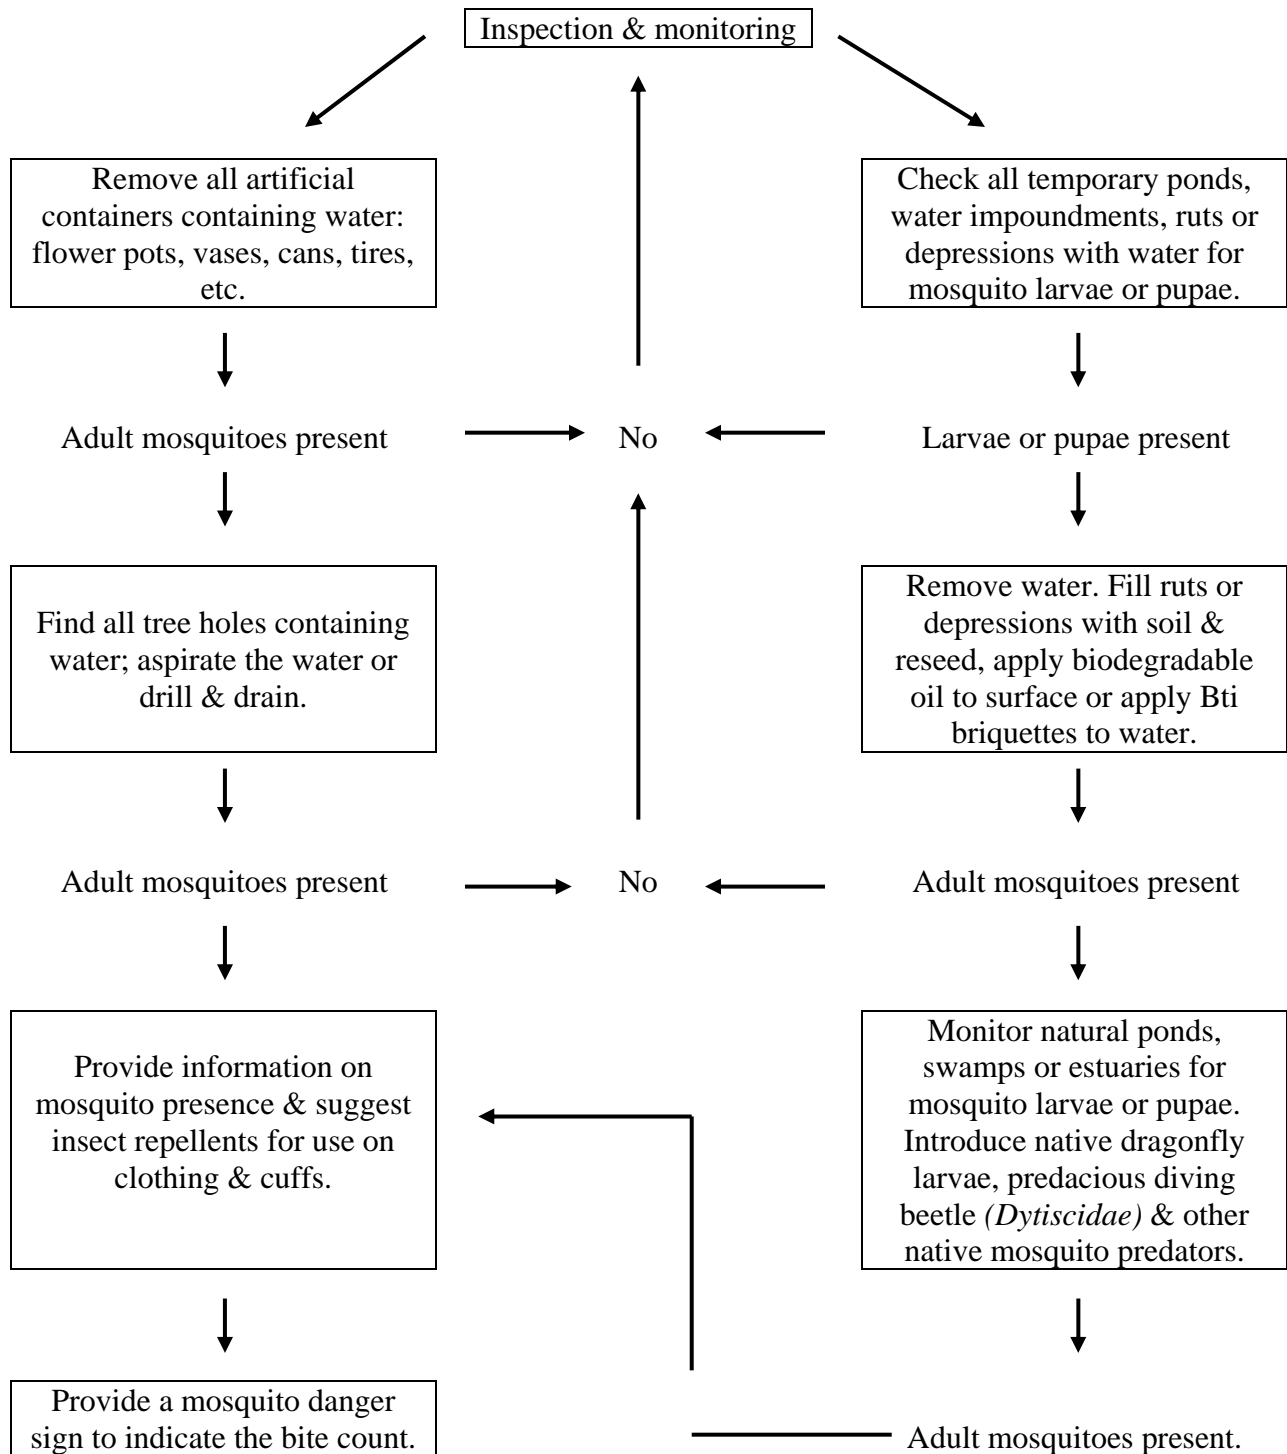 Inspection & monitoring
Remove all artificial
containers containing water:
flower pots, vases, cans, tires,
etc.
Check all temporary ponds,
water impoundments, ruts or
depressions with water for
mosquito larvae or pupae.
Adult mosquitoes present
No
Larvae or pupae present
Find all tree holes containing
water; aspirate the water or
drill & drain.
Remove water. Fill ruts or
depressions with soil &
reseed, apply biodegradable
oil to surface or apply Bti
briquettes to water.
Adult mosquitoes present
No
Adult mosquitoes present
Provide information on
mosquito presence & suggest
insect repellents for use on
clothing & cuffs.
Monitor natural ponds,
swamps or estuaries for
mosquito larvae or pupae.
Introduce native dragonfly
larvae, predacious diving
beetle (Dytiscidae) & other
native mosquito predators.
Provide a mosquito danger
sign to indicate the bite count.
Adult mosquitoes present.